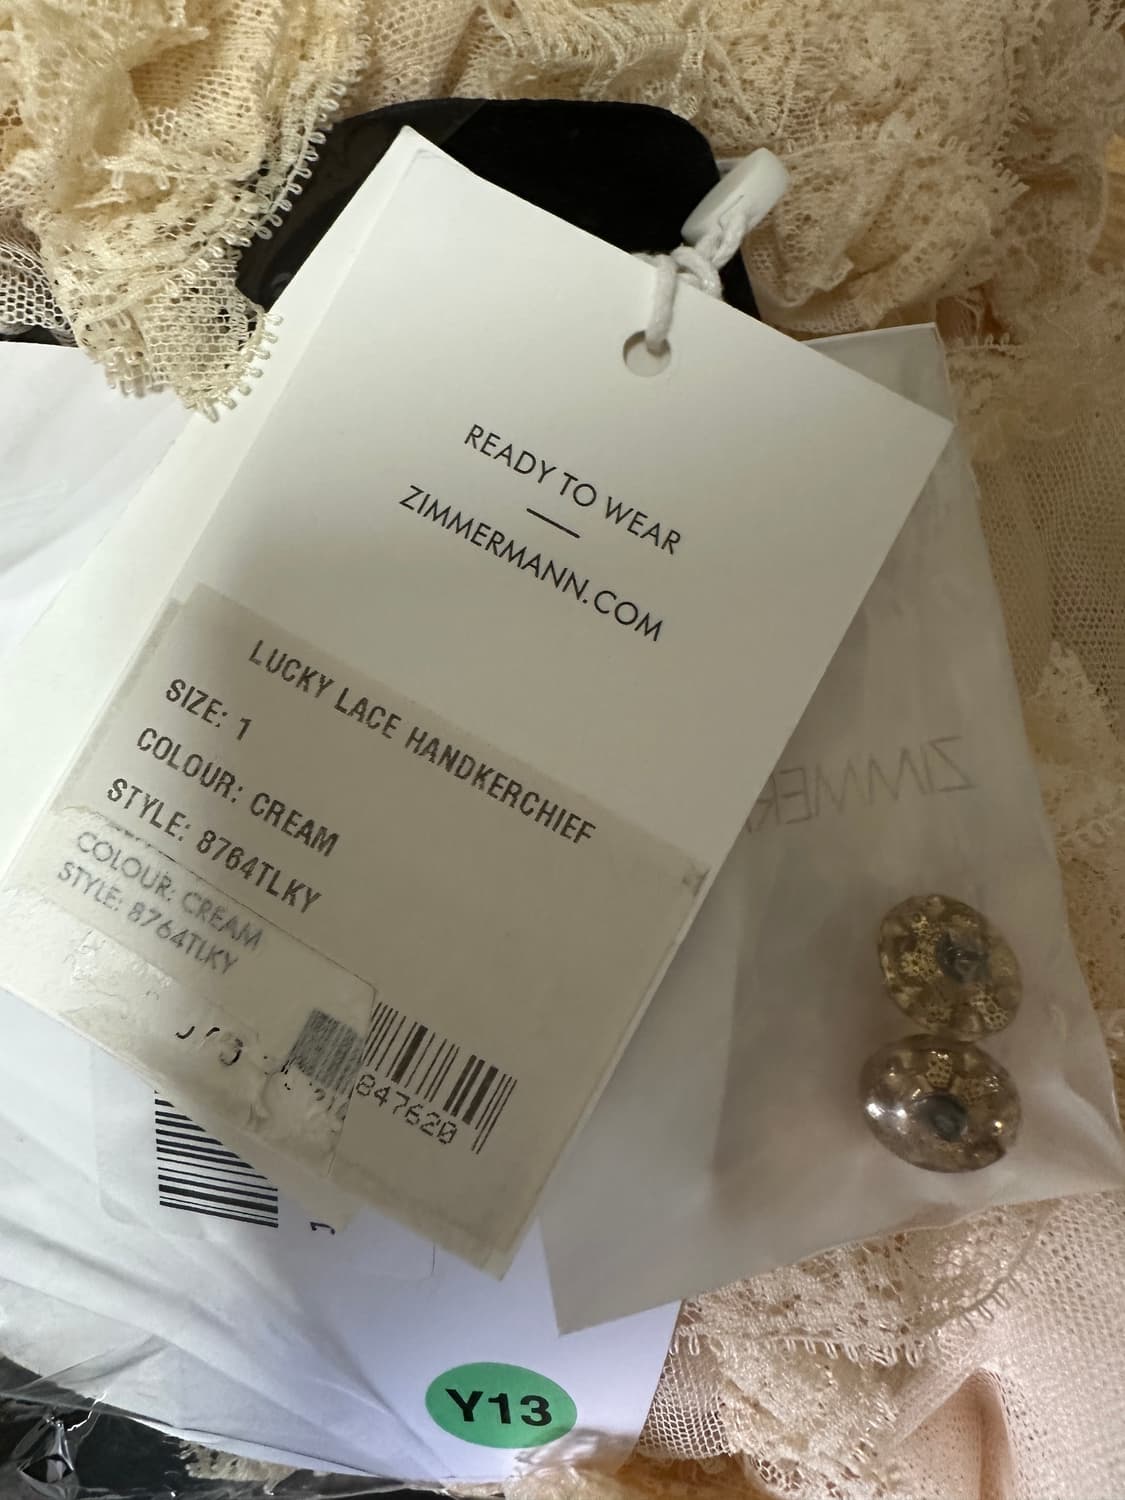 READY TO WEAR
ZIMMERMANN.COM
LUCKY LACE HANDKERCHIEF
SIZE: 1
COLOUR: CREAM
STYLE: 8764TLKY
COLOUR: CREAM
STYLE: 8764TLKY
847620
ZIMMER
Y13